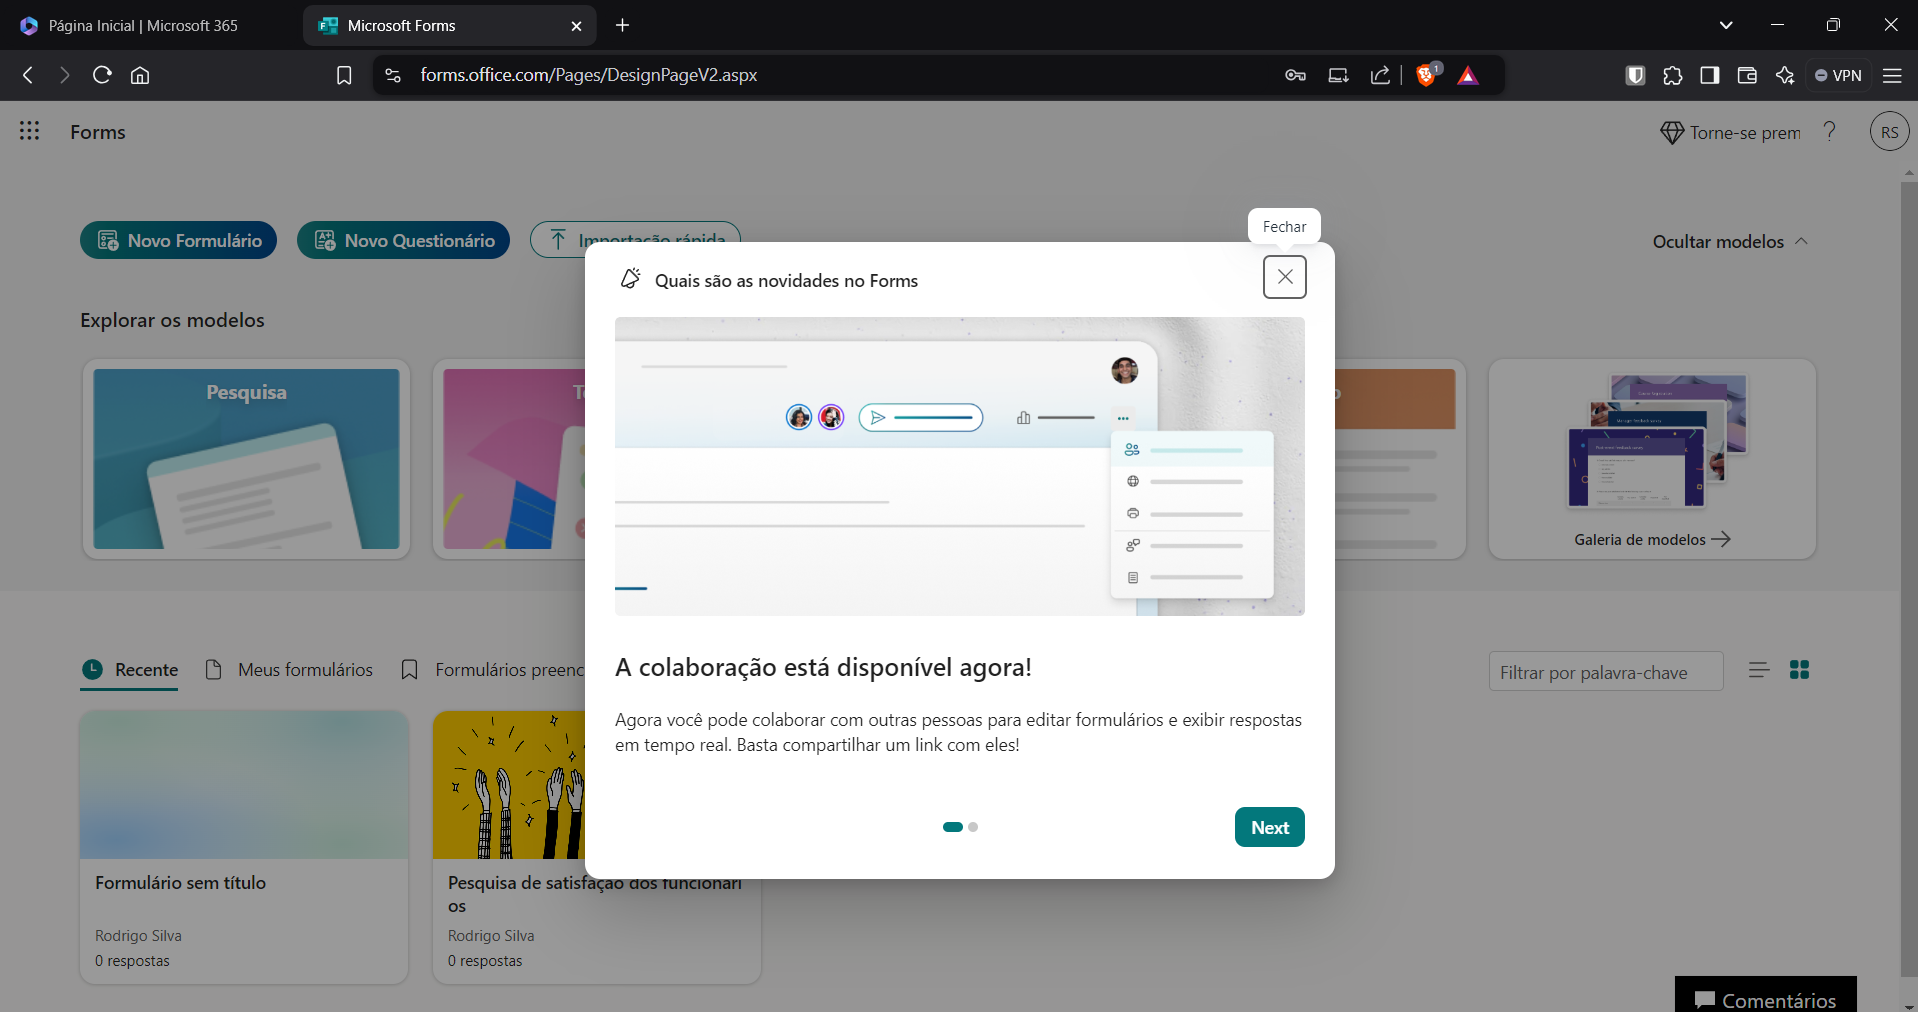 Página Inicial | Microsoft 365
Microsoft Forms
forms.office.com/Pages/DesignPageV2.aspx
1
VPN
Forms
Torne-se prem
?
RS
Novo Formulário
Novo Questionário
Importação rápida
Fechar
Ocultar modelos
Quais são as novidades no Forms
Explorar os modelos
Pesquisa
Galeria de modelos
A colaboração está disponível agora!
Agora você pode colaborar com outras pessoas para editar formulários e exibir respostas
em tempo real. Basta compartilhar um link com eles!
Next
Recente
Meus formulários
Formulários preenc
Filtrar por palavra-chave
Formulário sem título
Rodrigo Silva
0 respostas
Pesquisa de satisfação dos funcionári
os
Rodrigo Silva
0 respostas
Comentários